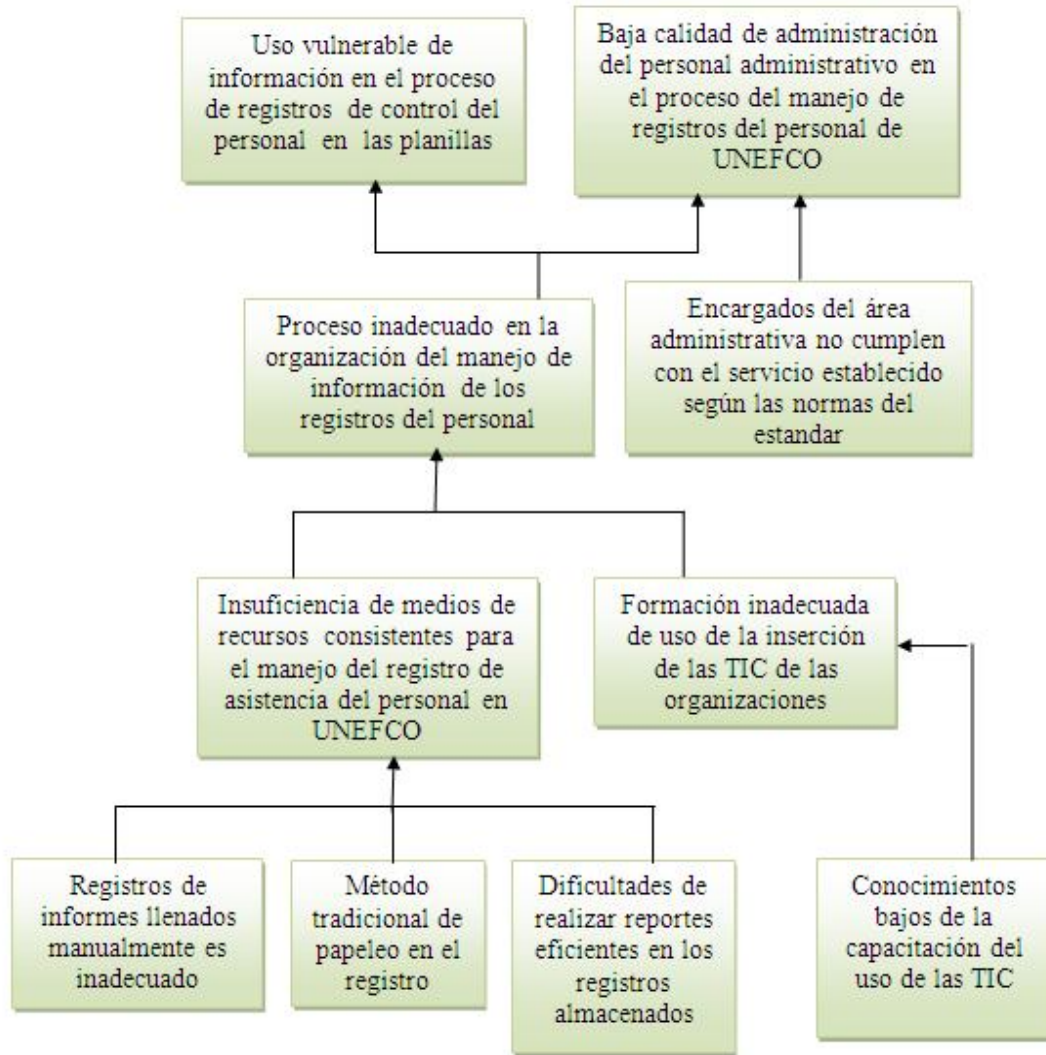 Uso vulnerable de
información en el proceso
de registros de control del
personal en las planillas
Baja calidad de administración
del personal administrativo en
el proceso del manejo de
registros del personal de
UNEFCO
Proceso inadecuado en la
organización del manejo de
información de los
registros del personal
Encargados del área
administrativa no cumplen
con el servicio establecido
según las normas del
estandar
Insuficiencia de medios de
recursos consistentes para
el manejo del registro de
asistencia del personal en
UNEFCO
Formación inadecuada
de uso de la inserción
de las TIC de las
organizaciones
Registros de
informes llenados
manualmente es
inadecuado
Método
tradicional de
papeleo en el
registro
Dificultades de
realizar reportes
eficientes en los
registros
almacenados
Conocimientos
bajos de la
capacitación del
uso de las TIC